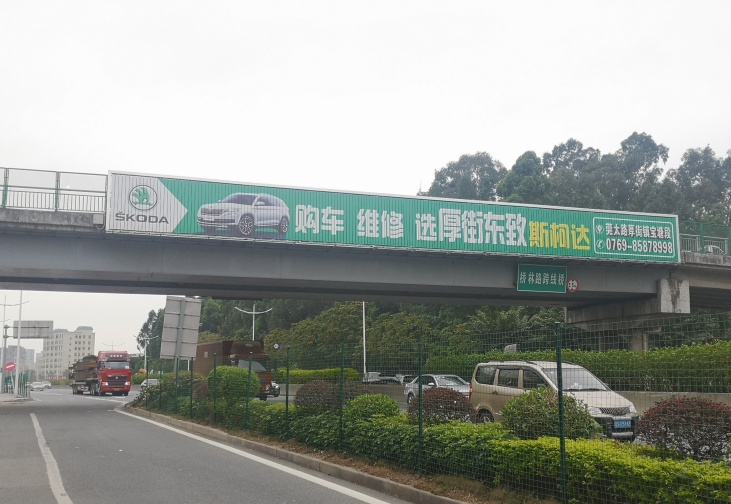 ŠKODA
购车 维修 选厚街东致斯柯达
莞太路厚街镇宝塘段
0769-85878998
桥林路跨线桥